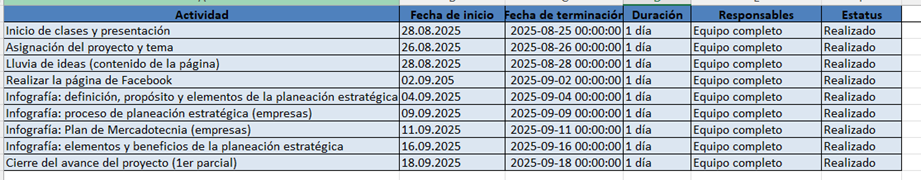 Actividad Fecha de inicio Fecha de terminación Duración Responsables Estatus
Inicio de clases y presentación 28.08.2025 2025-08-25 00:00:00 1 día Equipo completo Realizado
Asignación del proyecto y tema 26.08.2025 2025-08-26 00:00:00 1 día Equipo completo Realizado
Lluvia de ideas (contenido de la página) 28.08.2025 2025-08-28 00:00:00 1 día Equipo completo Realizado
Realizar la página de Facebook 02.09.205 2025-09-02 00:00:00 1 día Equipo completo Realizado
Infografía: definición, propósito y elementos de la planeación estratégica 04.09.2025 2025-09-04 00:00:00 1 día Equipo completo Realizado
Infografía: proceso de planeación estratégica (empresas) 09.09.2025 2025-09-09 00:00:00 1 día Equipo completo Realizado
Infografía: Plan de Mercadotecnia (empresas) 11.09.2025 2025-09-11 00:00:00 1 día Equipo completo Realizado
Infografía: elementos y beneficios de la planeación estratégica 16.09.2025 2025-09-16 00:00:00 1 día Equipo completo Realizado
Cierre del avance del proyecto (1er parcial) 18.09.2025 2025-09-18 00:00:00 1 día Equipo completo Realizado